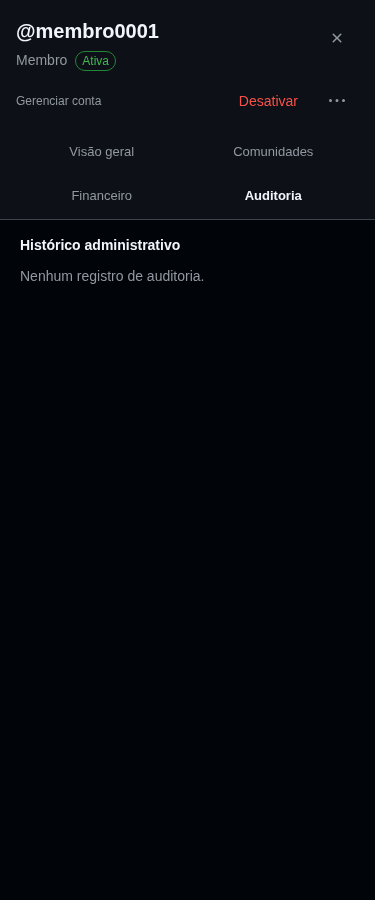 @membro0001
Membro Ativa
Gerenciar conta Desativar
Visão geral Comunidades
Financeiro Auditoria
Histórico administrativo
Nenhum registro de auditoria.